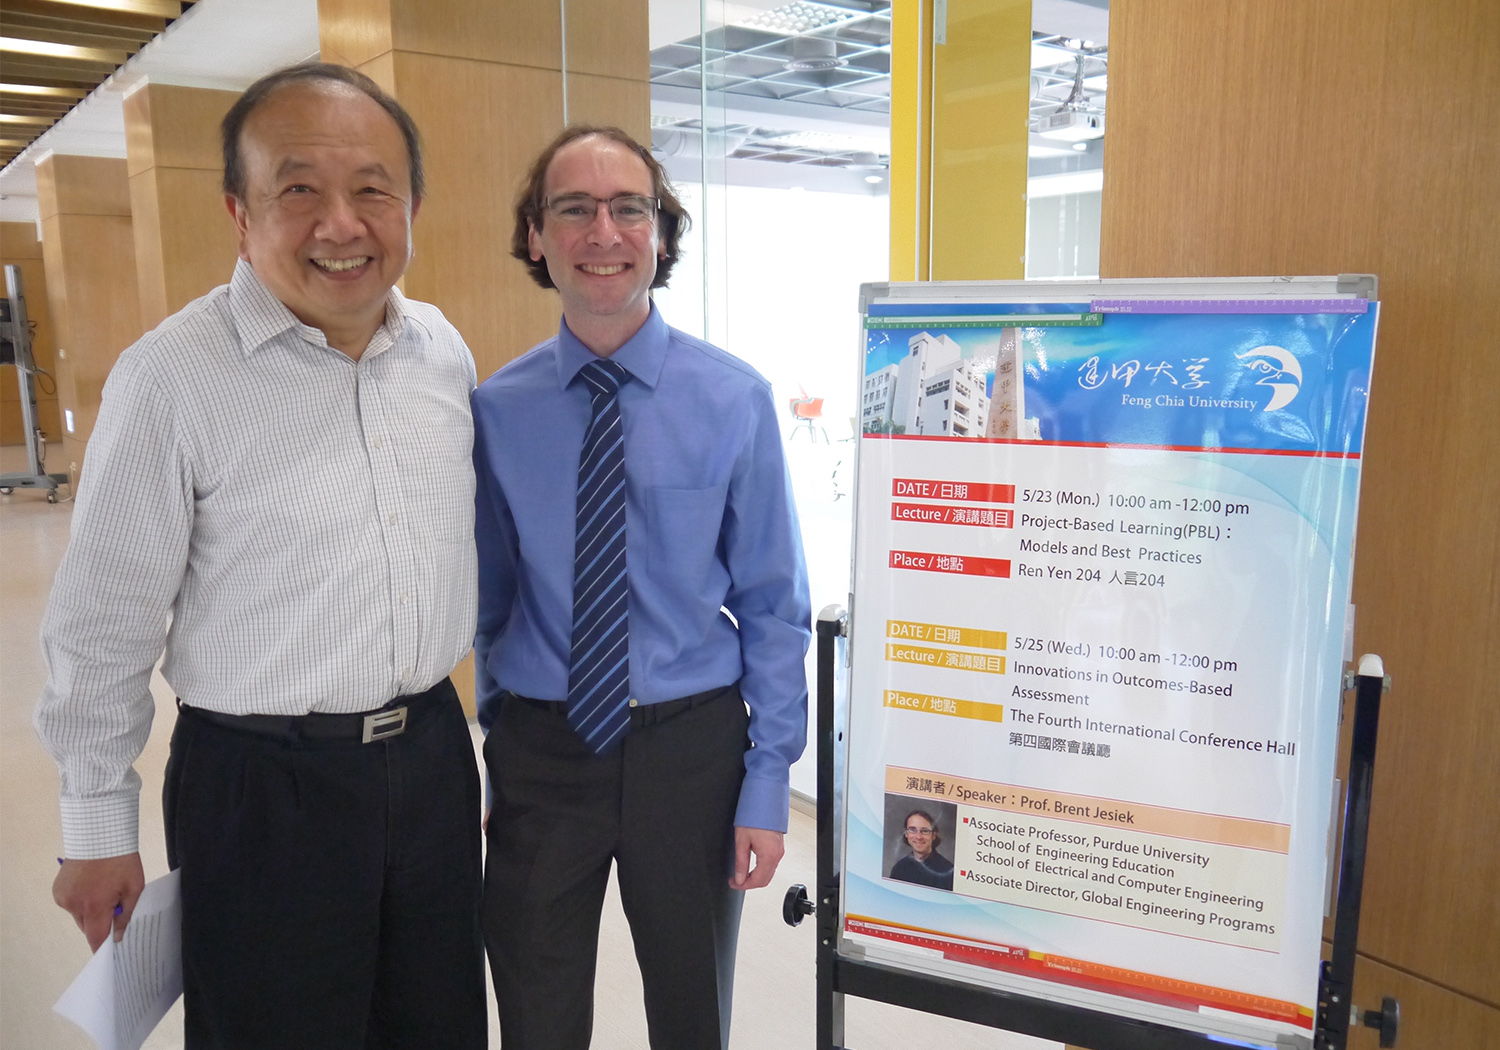 逢甲大學
Feng Chia University
DATE / 日期 5/23 (Mon.) 10:00 am -12:00 pm
Lecture / 演講題目 Project-Based Learning(PBL)：
Models and Best Practices
Place / 地點 Ren Yen 204 人言204
DATE / 日期 5/25 (Wed.) 10:00 am -12:00 pm
Lecture / 演講題目 Innovations in Outcomes-Based
Assessment
Place / 地點 The Fourth International Conference Hall
第四國際會議廳
演講者 / Speaker：Prof. Brent Jesiek
Associate Professor, Purdue University
School of Engineering Education
School of Electrical and Computer Engineering
Associate Director, Global Engineering Programs